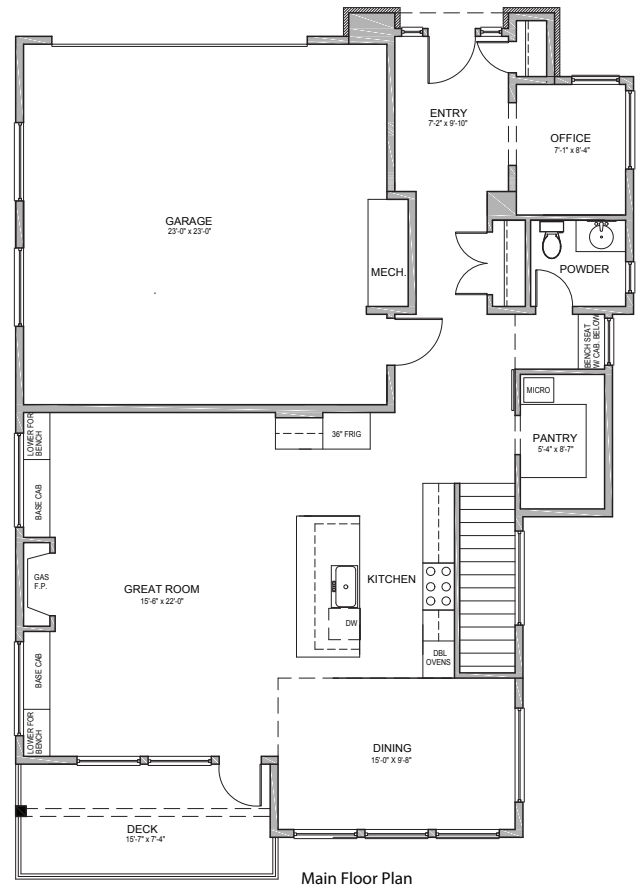 ENTRY
7'-2" x 9'-10"
OFFICE
7'-1" x 8'-4"
GARAGE
23'-0" x 23'-0"
MECH.
POWDER
BENCH SEAT
W/ CAB. BELOW
MICRO
PANTRY
5'-4" x 8'-7"
LOWER FOR
BENCH
36" FRIG
BASE CAB
GAS
F.P.
GREAT ROOM
15'-6" x 22'-0"
KITCHEN
DW
DBL
OVENS
BASE CAB
LOWER FOR
BENCH
DINING
15'-0" X 9'-8"
DECK
15'-7" x 7'-4"
Main Floor Plan